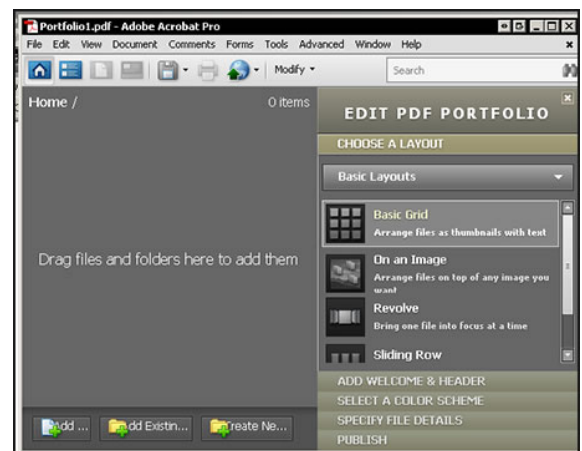 Portfolio1.pdf - Adobe Acrobat Pro
File Edit View Document Comments Forms Tools Advanced Window Help
Modify
Search
Home /
0 items
Drag files and folders here to add them
Add ...
dd Existin...
Create Ne...
EDIT PDF PORTFOLIO
CHOOSE A LAYOUT
Basic Layouts
Basic Grid
Arrange files as thumbnails with text
On an Image
Arrange files on top of any image you
want
Revolve
Bring one file into focus at a time
Sliding Row
ADD WELCOME & HEADER
SELECT A COLOR SCHEME
SPECIFY FILE DETAILS
PUBLISH